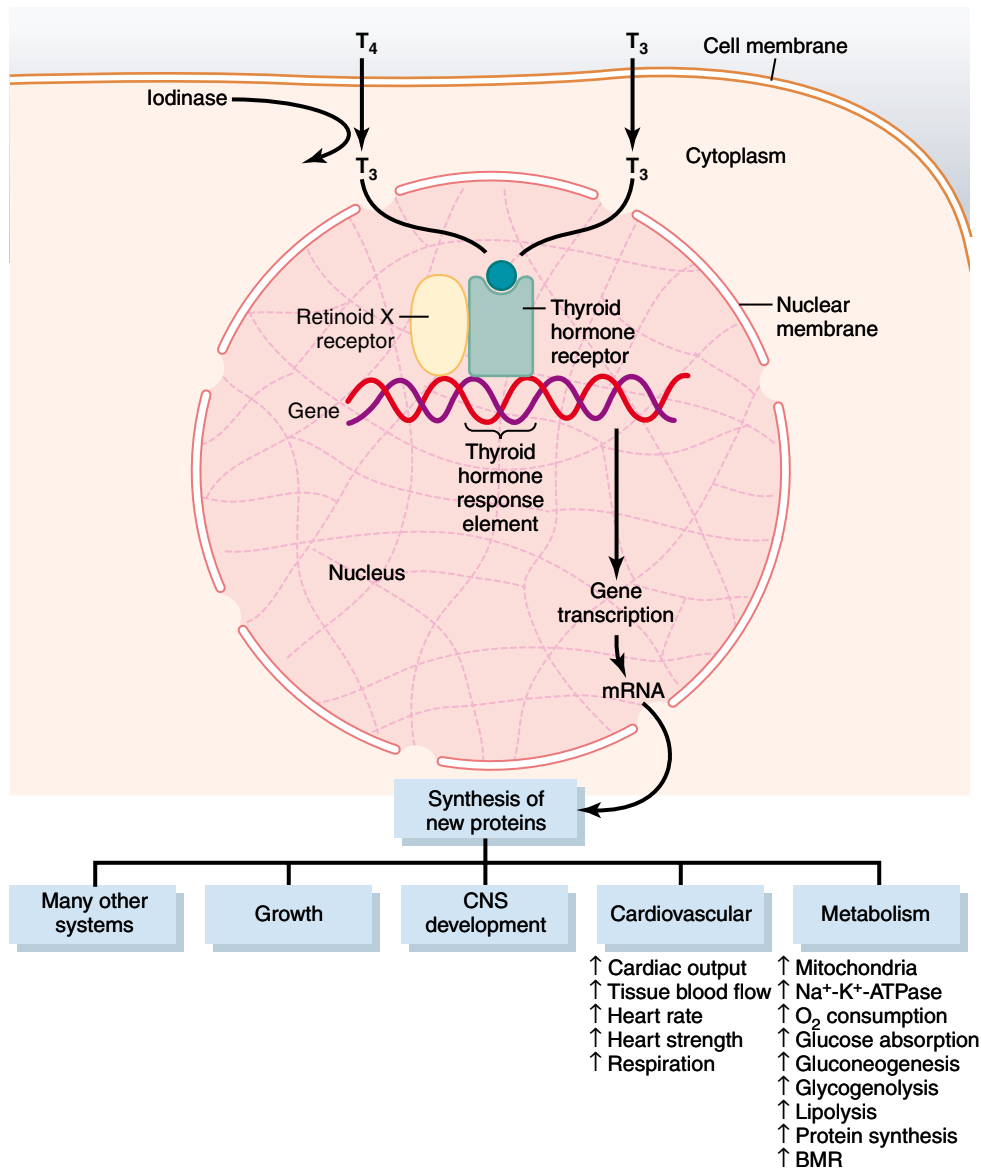 T4
T3
Cell membrane
Iodinase
T3
T3
Cytoplasm
Retinoid X
receptor
Thyroid
hormone
receptor
Nuclear
membrane
Gene
Thyroid
hormone
response
element
Nucleus
Gene
transcription
mRNA
Synthesis of
new proteins
Many other
systems
Growth
CNS
development
Cardiovascular
Metabolism
↑ Cardiac output
↑ Tissue blood flow
↑ Heart rate
↑ Heart strength
↑ Respiration
↑ Mitochondria
↑ Na⁺-K⁺-ATPase
↑ O₂ consumption
↑ Glucose absorption
↑ Gluconeogenesis
↑ Glycogenolysis
↑ Lipolysis
↑ Protein synthesis
↑ BMR